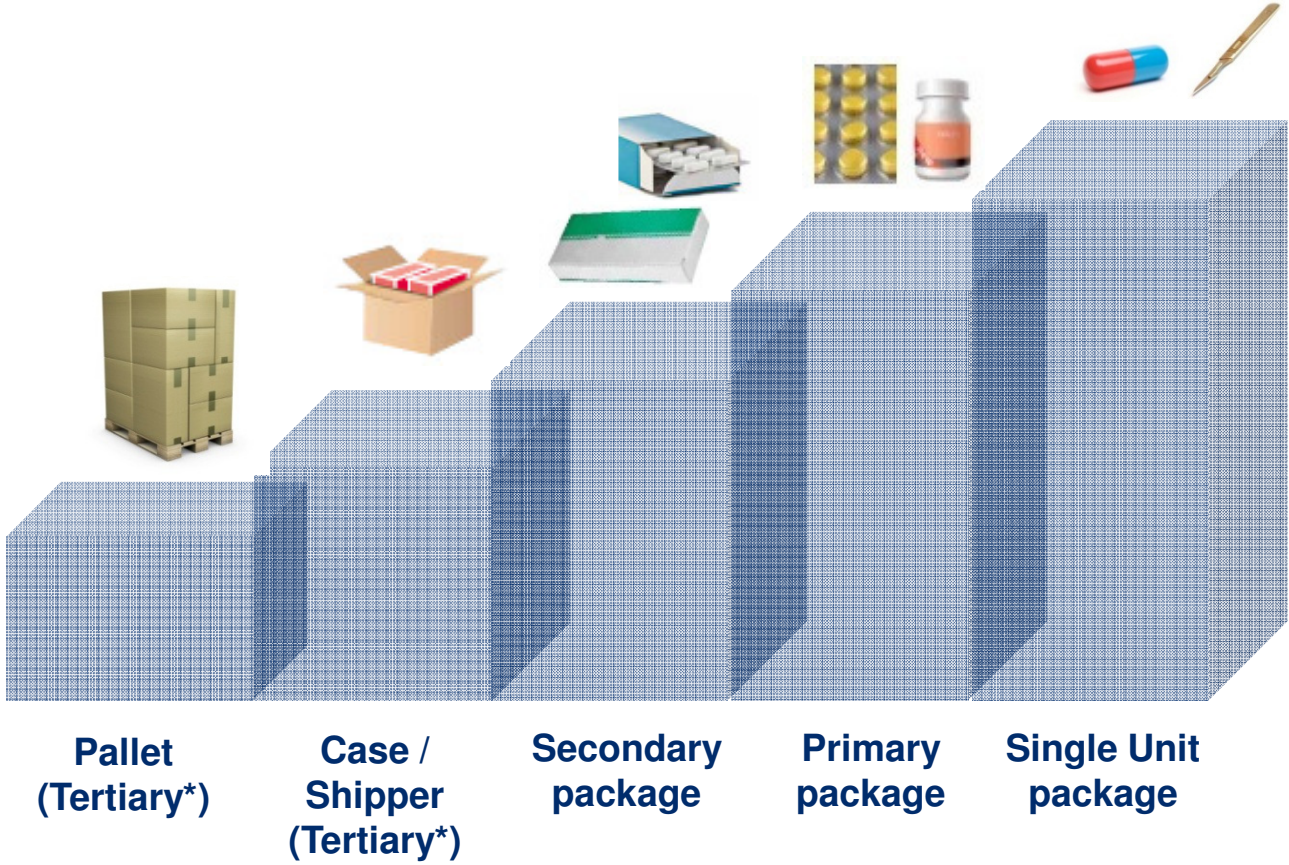 Pallet
(Tertiary*)
Case /
Shipper
(Tertiary*)
Secondary
package
Primary
package
Single Unit
package